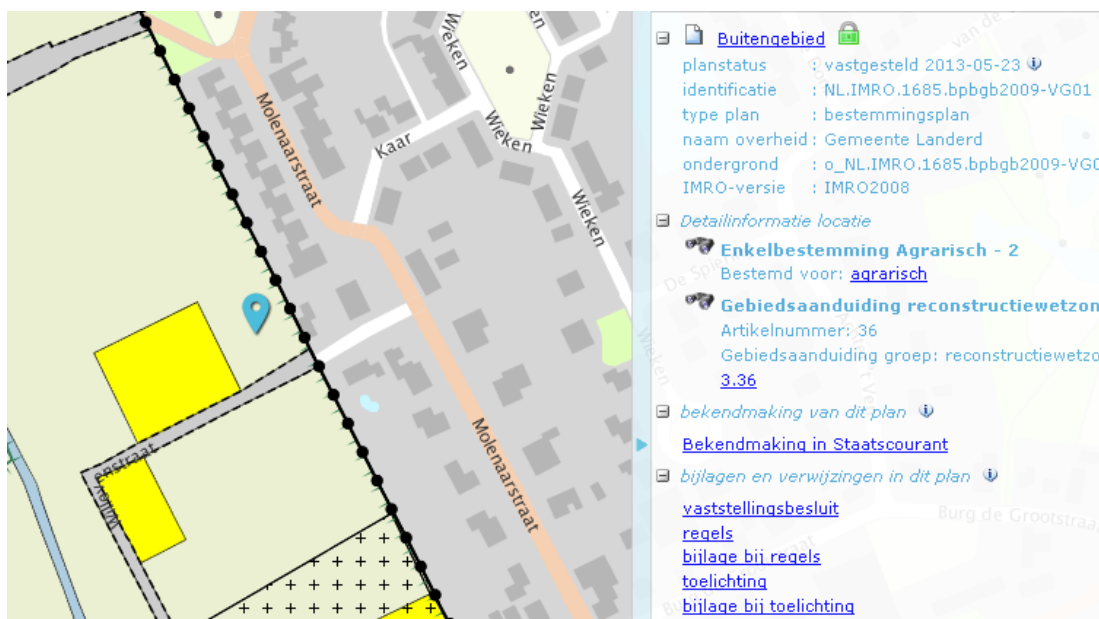 Molenaarstraat
Kaar
Wieken
Wieken
Wieken
Wieken
Molenaarstraat
enstraat
Buitengebied
planstatus : vastgesteld 2013-05-23
identificatie : NL.IMRO.1685.bpbgb2009-VG01
type plan : bestemmingsplan
naam overheid : Gemeente Landerd
ondergrond : o_NL.IMRO.1685.bpbgb2009-VG0
IMRO-versie : IMRO2008
Detailinformatie locatie
Enkelbestemming Agrarisch - 2
Bestemd voor: agrarisch
Gebiedsaanduiding reconstructiewetzon
Artikelnummer: 36
Gebiedsaanduiding groep: reconstructiewetzo
3.36
bekendmaking van dit plan
Bekendmaking in Staatscourant
bijlagen en verwijzingen in dit plan
vaststellingsbesluit
regels
bijlage bij regels
toelichting
bijlage bij toelichting
Wieken
Burg de Grootstraa